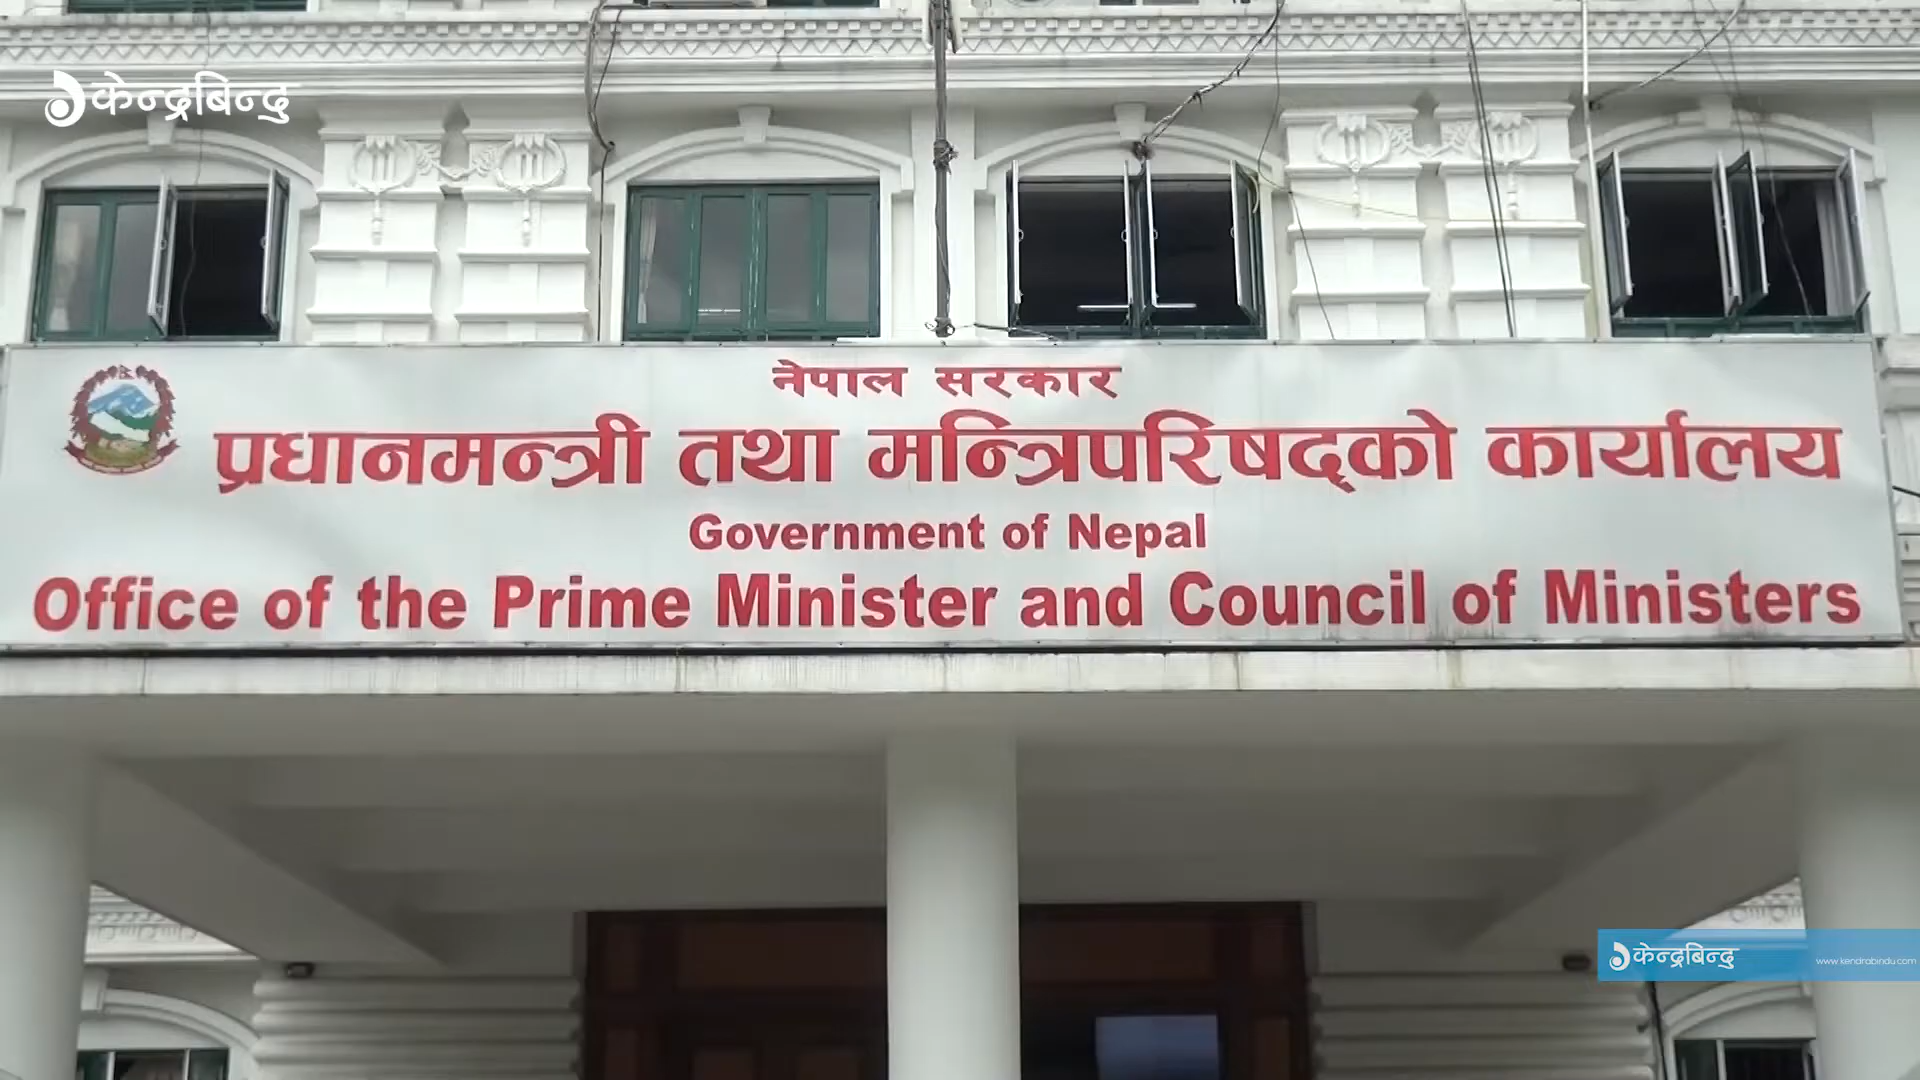 केन्द्रबिन्दु
नेपाल सरकार
प्रधानमन्त्री तथा मन्त्रिपरिषद्को कार्यालय
Government of Nepal
Office of the Prime Minister and Council of Ministers
केन्द्रबिन्दु
www.kendrabindu.com